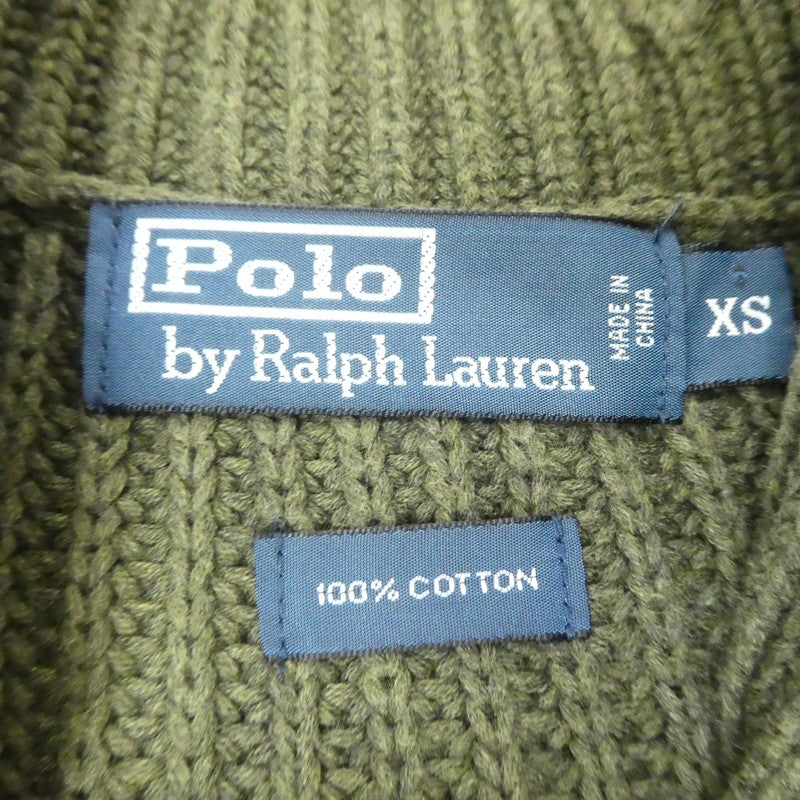 Polo
by Ralph Lauren
MADE IN
CHINA
XS
100% COTTON